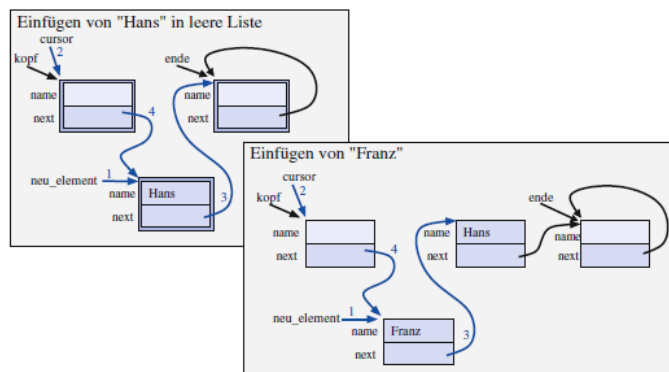 Einfügen von "Hans" in leere Liste
cursor
2
kopf
ende
name
name
next
4
next
neu_element
1
name
Hans
next
3
Einfügen von "Franz"
cursor
2
kopf
ende
name
name
Hans
name
next
4
next
next
neu_element
1
name
Franz
3
next